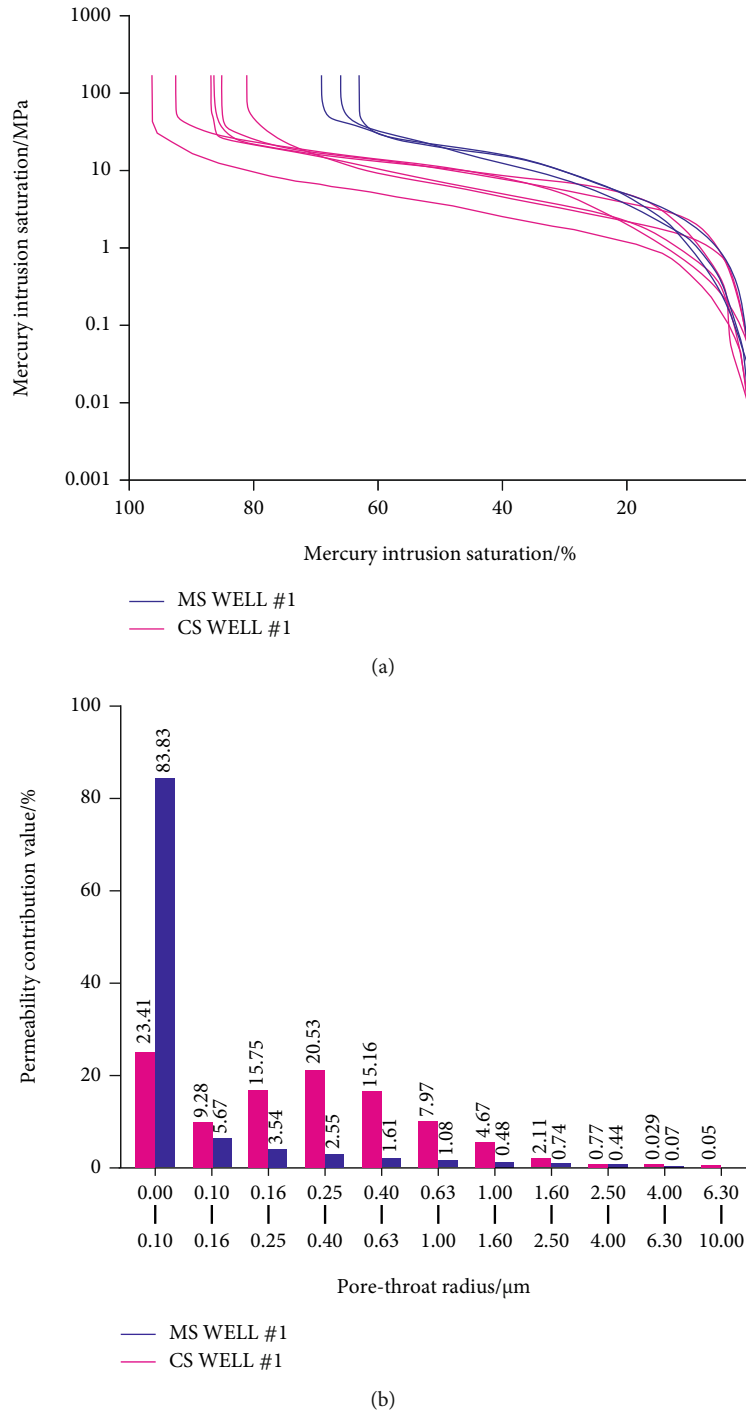 1000
100
10
1
0.1
0.01
0.001
Mercury intrusion saturation/MPa
100 80 60 40 20
Mercury intrusion saturation/%
MS WELL #1
CS WELL #1
(a)
100
80
60
40
20
0
Permeability contribution value/%
23.41 83.83 9.28 5.67 15.75 3.54 20.53 2.55 15.16 1.61 7.97 1.08 4.67 0.48 2.11 0.74 0.77 0.44 0.029 0.07 0.05
0.00 0.10 0.16 0.25 0.40 0.63 1.00 1.60 2.50 4.00 6.30
0.10 0.16 0.25 0.40 0.63 1.00 1.60 2.50 4.00 6.30 10.00
Pore-throat radius/μm
MS WELL #1
CS WELL #1
(b)